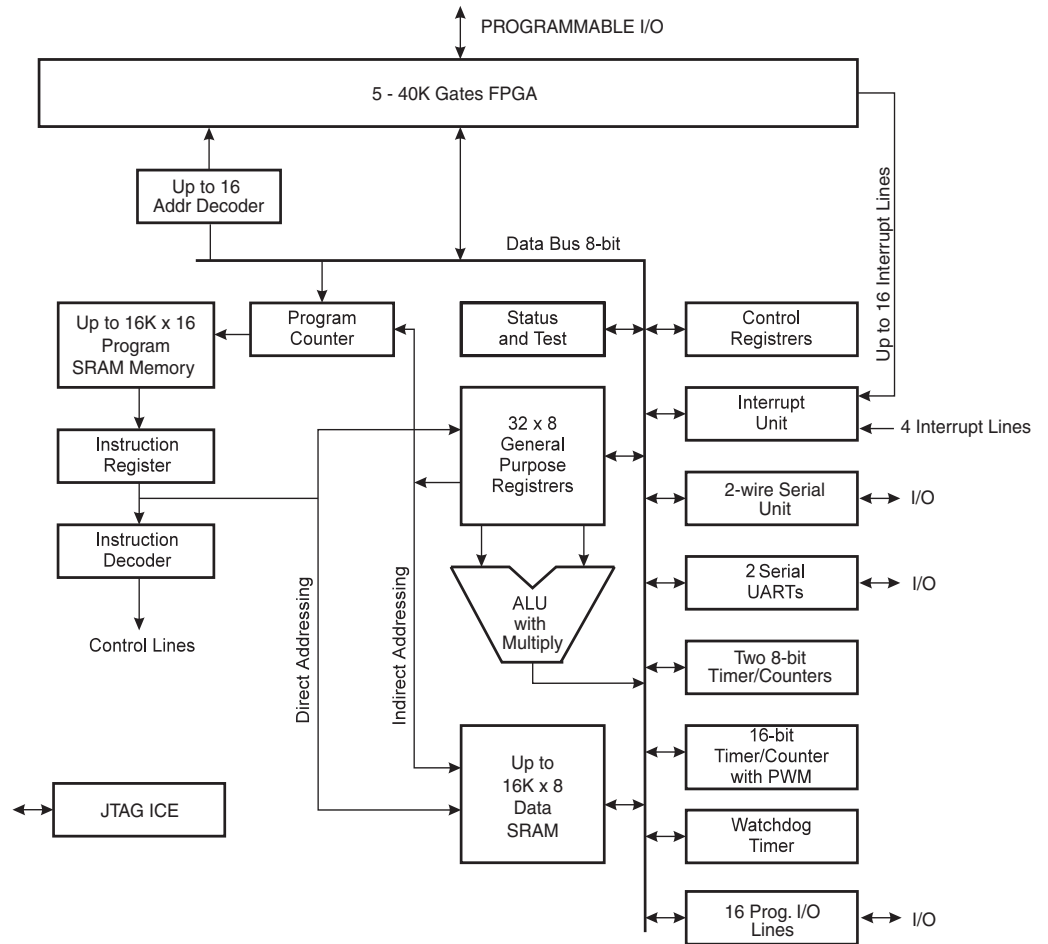 PROGRAMMABLE I/O
5 - 40K Gates FPGA
Up to 16
Addr Decoder
Up to 16 Interrupt Lines
Data Bus 8-bit
Up to 16K x 16
Program
SRAM Memory
Program
Counter
Status
and Test
Control
Registrers
Instruction
Register
32 x 8
General
Purpose
Registrers
Interrupt
Unit
4 Interrupt Lines
2-wire Serial
Unit
I/O
Instruction
Decoder
Control Lines
Direct Addressing
Indirect Addressing
ALU
with
Multiply
2 Serial
UARTs
I/O
Two 8-bit
Timer/Counters
16-bit
Timer/Counter
with PWM
Up to
16K x 8
Data
SRAM
JTAG ICE
Watchdog
Timer
16 Prog. I/O
Lines
I/O